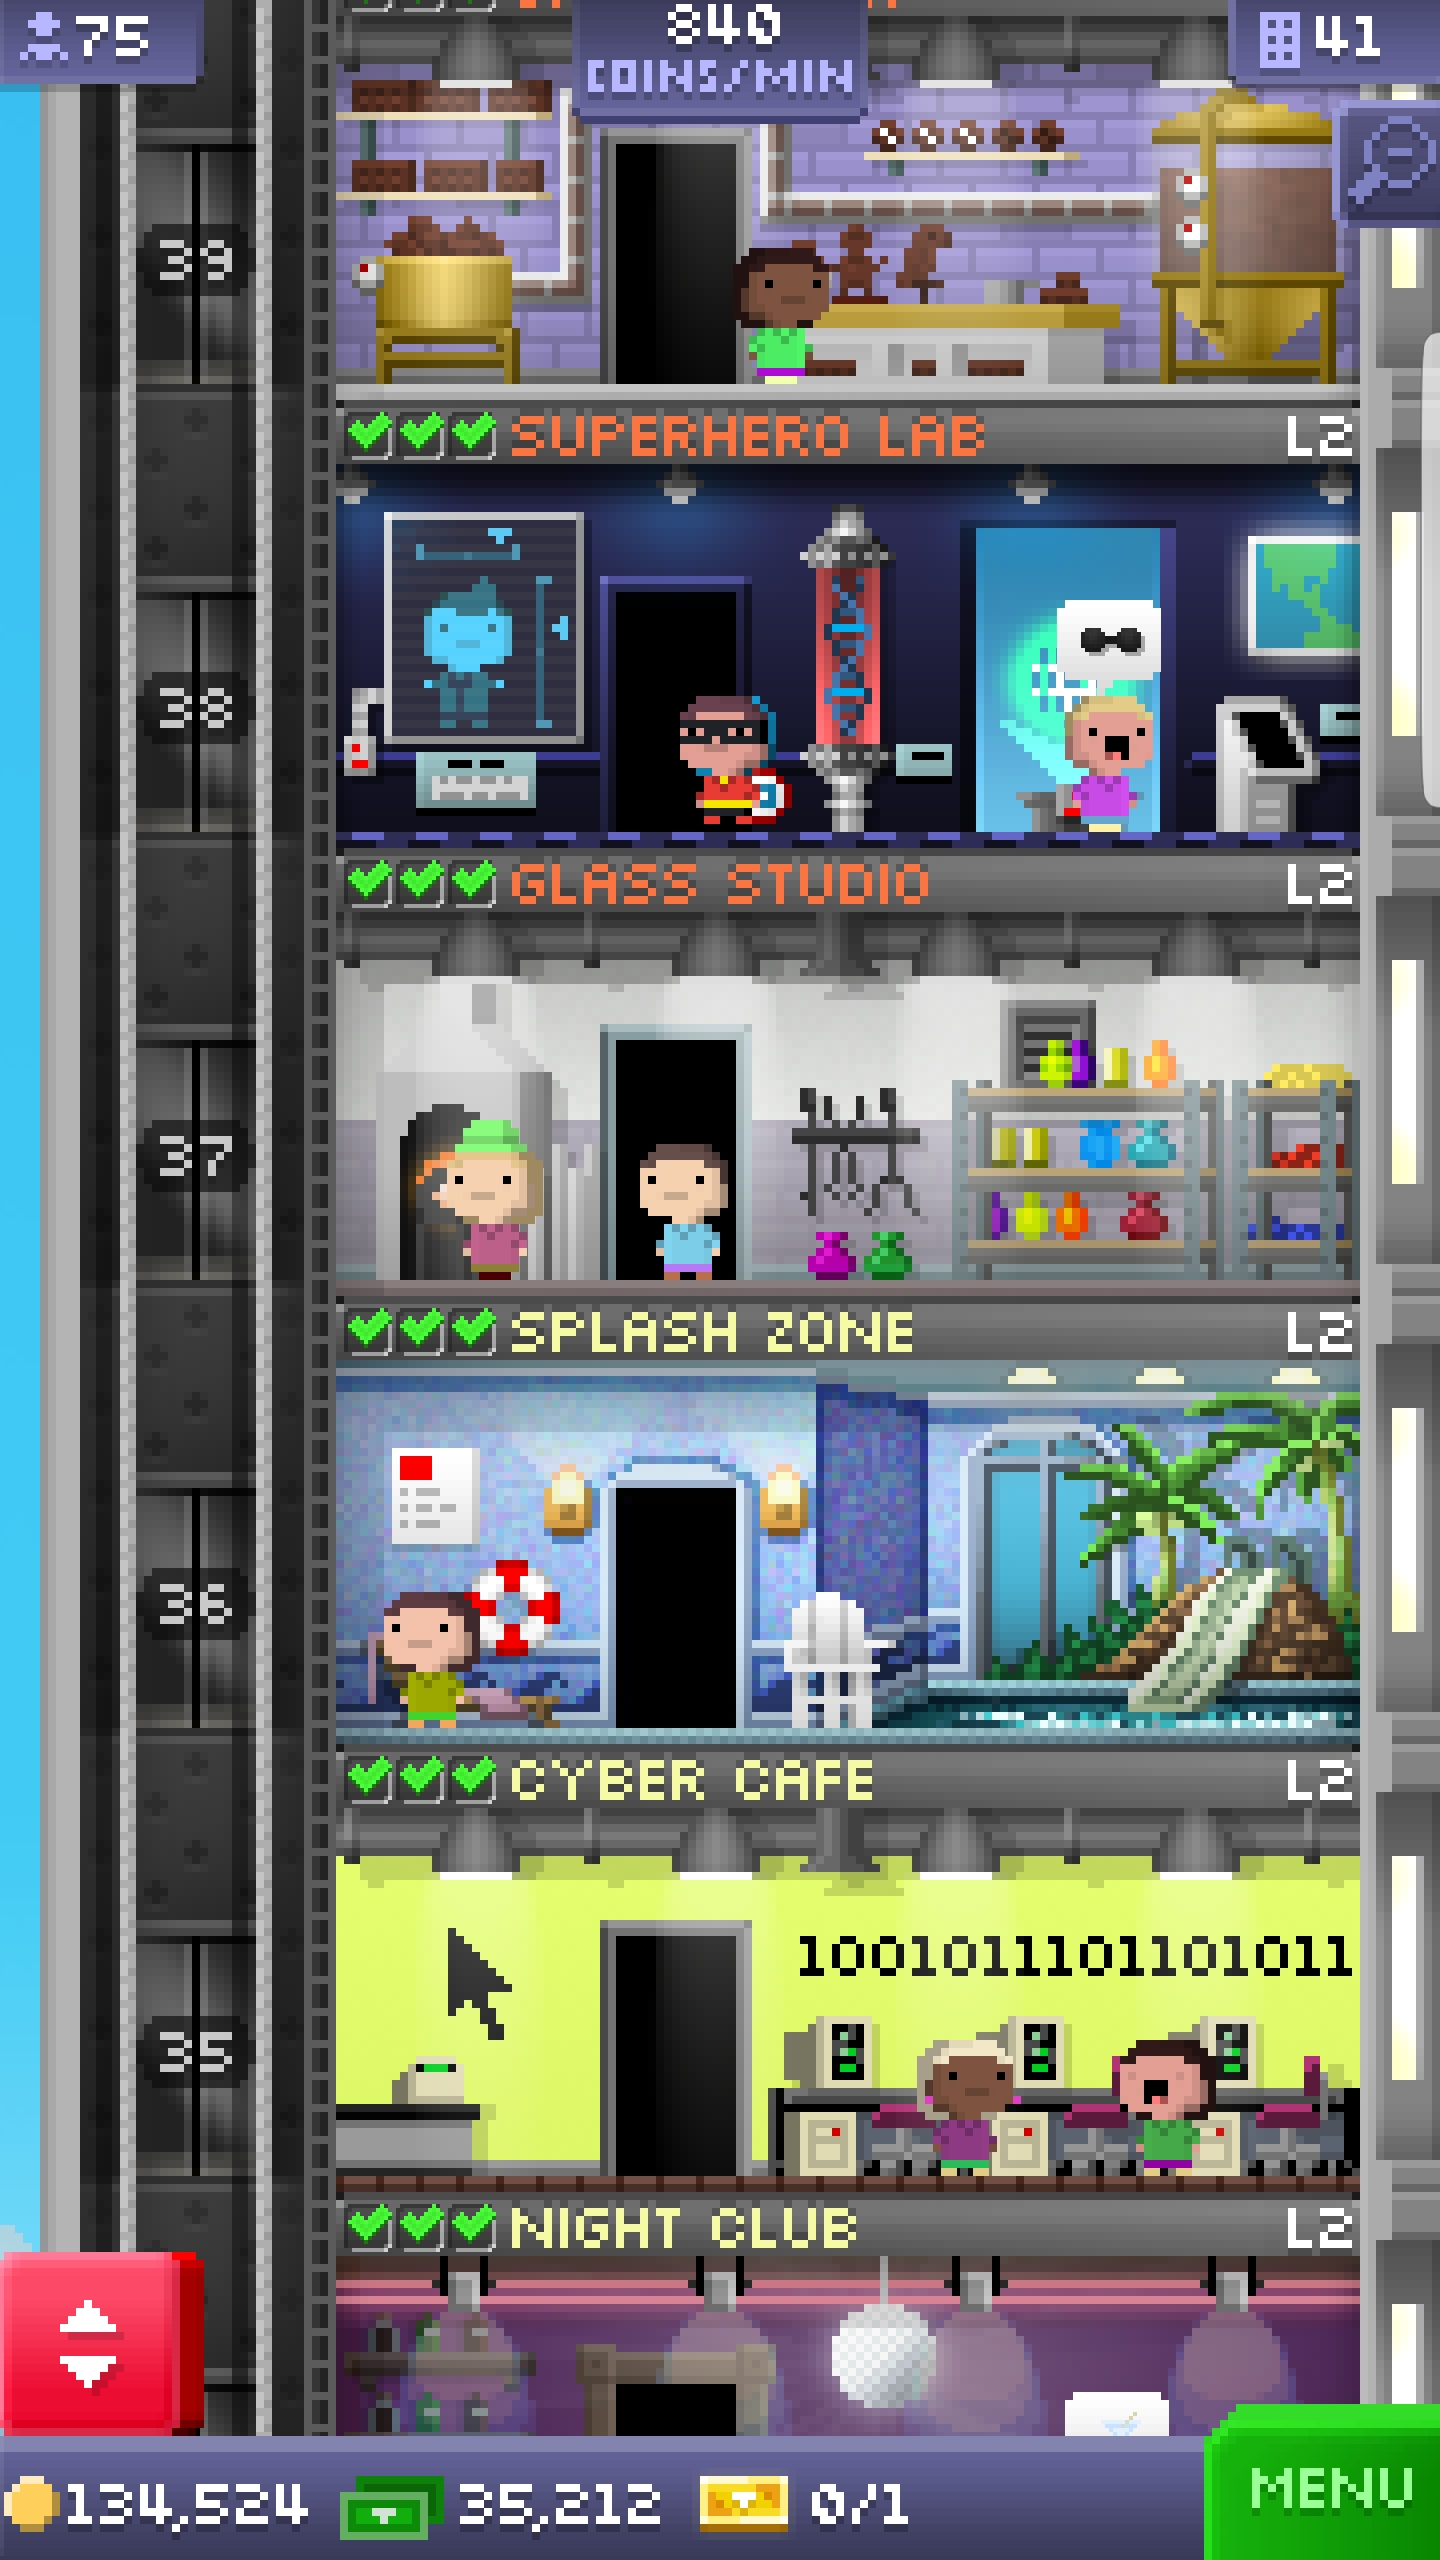 75
840
COINS/MIN
41
39
SUPERHERO LAB L2
38
GLASS STUDIO L2
37
SPLASH ZONE L2
36
CYBER CAFE L2
1001011101101011
35
NIGHT CLUB L2
134,524 35,212 0/1
MENU